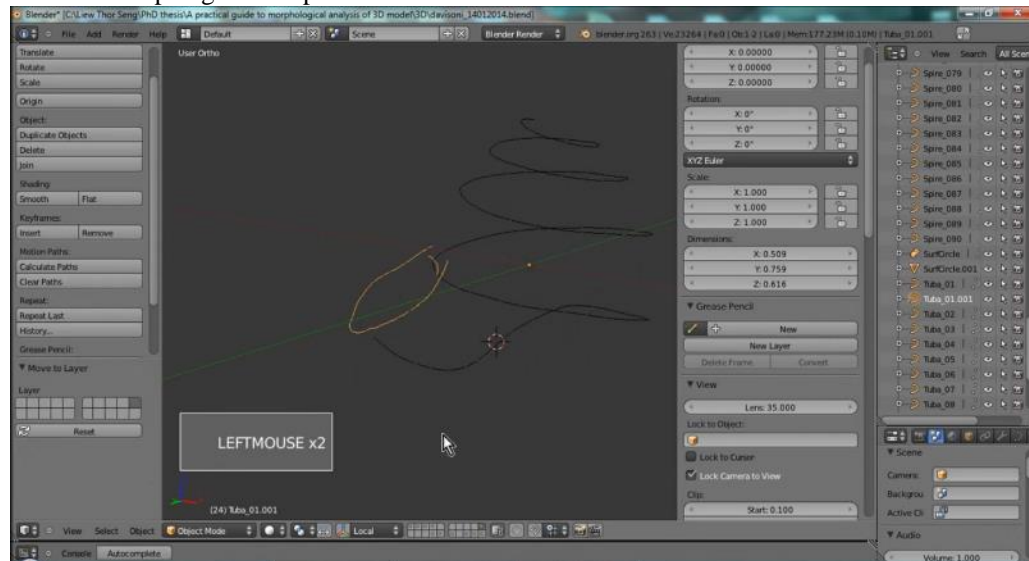 Blender* [C:\Liew Thor Seng\PhD thesis\A practical guide to morphological analysis of 3D model\3D\davisoni_14012014.blend]
File Add Render Help Default Scene Blender Render blender.org 263 | Ve:23264 | Fa:0 | Ob:1-2 | La:0 | Mem:177.23M (0.10M) | Tuba_01.001
View Search All Scen
Translate
Rotate
Scale
Origin
Object:
Duplicate Objects
Delete
Join
Shading
Smooth Flat
Keyframes:
Insert Remove
Motion Paths:
Calculate Paths
Clear Paths
Repeat:
Repeat Last
History...
Grease Pencil:
Move to Layer
Layer
Reset
User Ortho
LEFTMOUSE x2
(24) Tuba_01.001
X: 0.00000
Y: 0.00000
Z: 0.00000
Rotation:
X: 0°
Y: 0°
Z: 0°
XYZ Euler
Scale:
X: 1.000
Y: 1.000
Z: 1.000
Dimensions:
X: 0.509
Y: 0.759
Z: 0.616
Grease Pencil
New
New Layer
Delete Frame Convert
View
Lens: 35.000
Lock to Object:
Lock to Cursor
Lock Camera to View
Clip:
Start: 0.100
Spire_079
Spire_080
Spire_081
Spire_082
Spire_083
Spire_084
Spire_085
Spire_086
Spire_087
Spire_088
Spire_089
Spire_090
SurfCircle
SurfCircle.001
Tuba_01
Tuba_01.001
Tuba_02
Tuba_03
Tuba_04
Tuba_05
Tuba_06
Tuba_07
Tuba_08
Scene
Camera:
Backgrou
Active Cli
Audio
Volume: 1.000
View Select Object Object Mode Local
Console Autocomplete